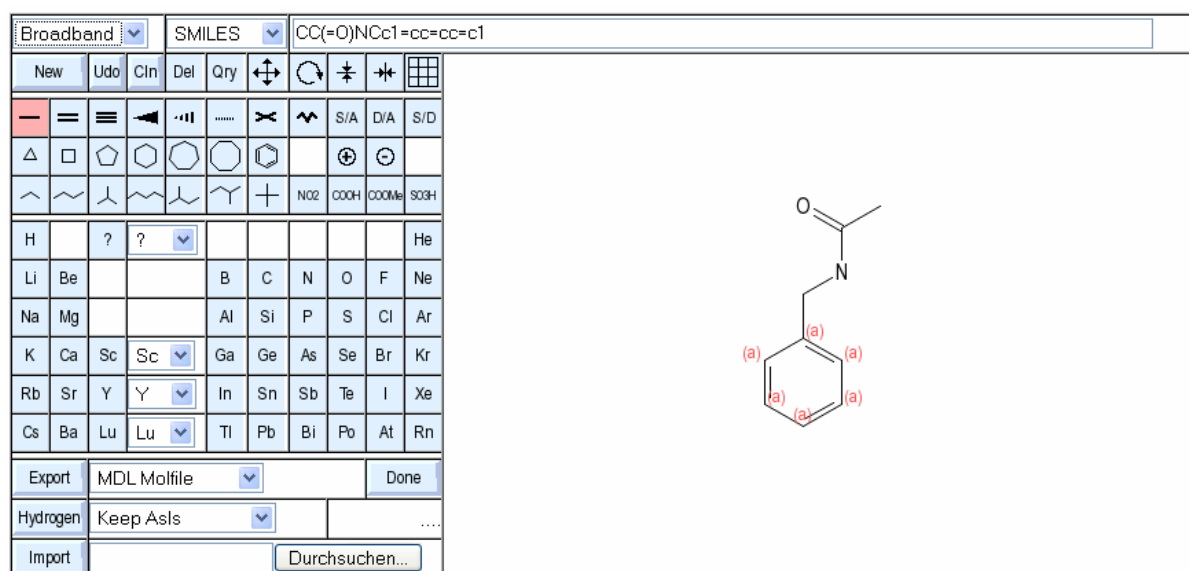 Broadband SMILES CC(=O)NCc1=cc=cc=c1
New Udo Cln Del Qry
S/A D/A S/D
NO2 COOH COOMe SO3H
H ? ? He
Li Be B C N O F Ne
Na Mg Al Si P S Cl Ar
K Ca Sc Sc Ga Ge As Se Br Kr
Rb Sr Y Y In Sn Sb Te I Xe
Cs Ba Lu Lu Tl Pb Bi Po At Rn
Export MDL Molfile Done
Hydrogen Keep AsIs ....
Import Durchsuchen...
O
N
(a)
(a) (a)
(a) (a)
(a)